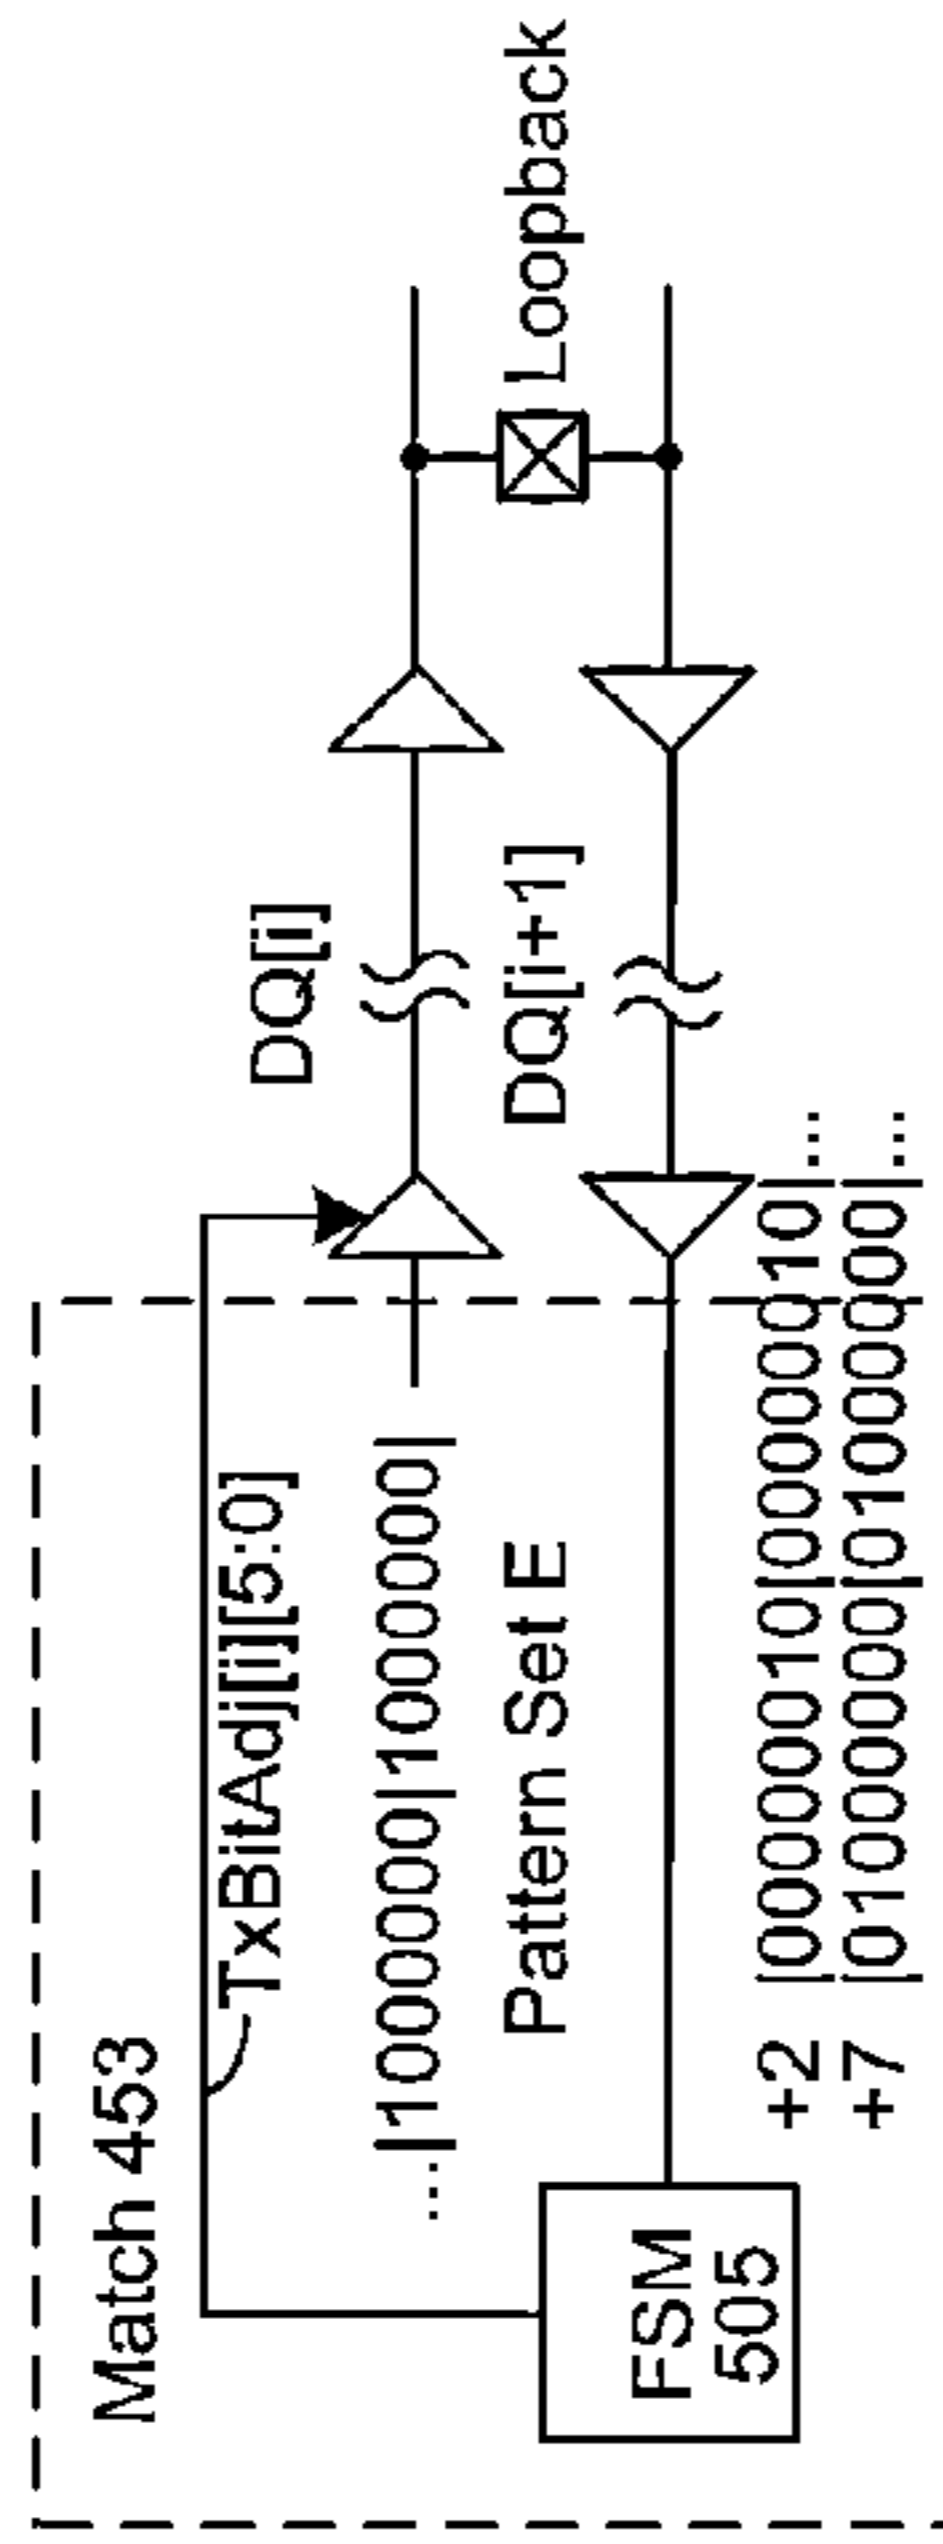 Match 453
TxBitAdj[i][5:0]
DQ[i]
...|1000000|1000000|
Pattern Set E
DQ[i+1]
Loopback
FSM
505
+2 |00000010|00000010|...
+7 |01000000|01000000|...